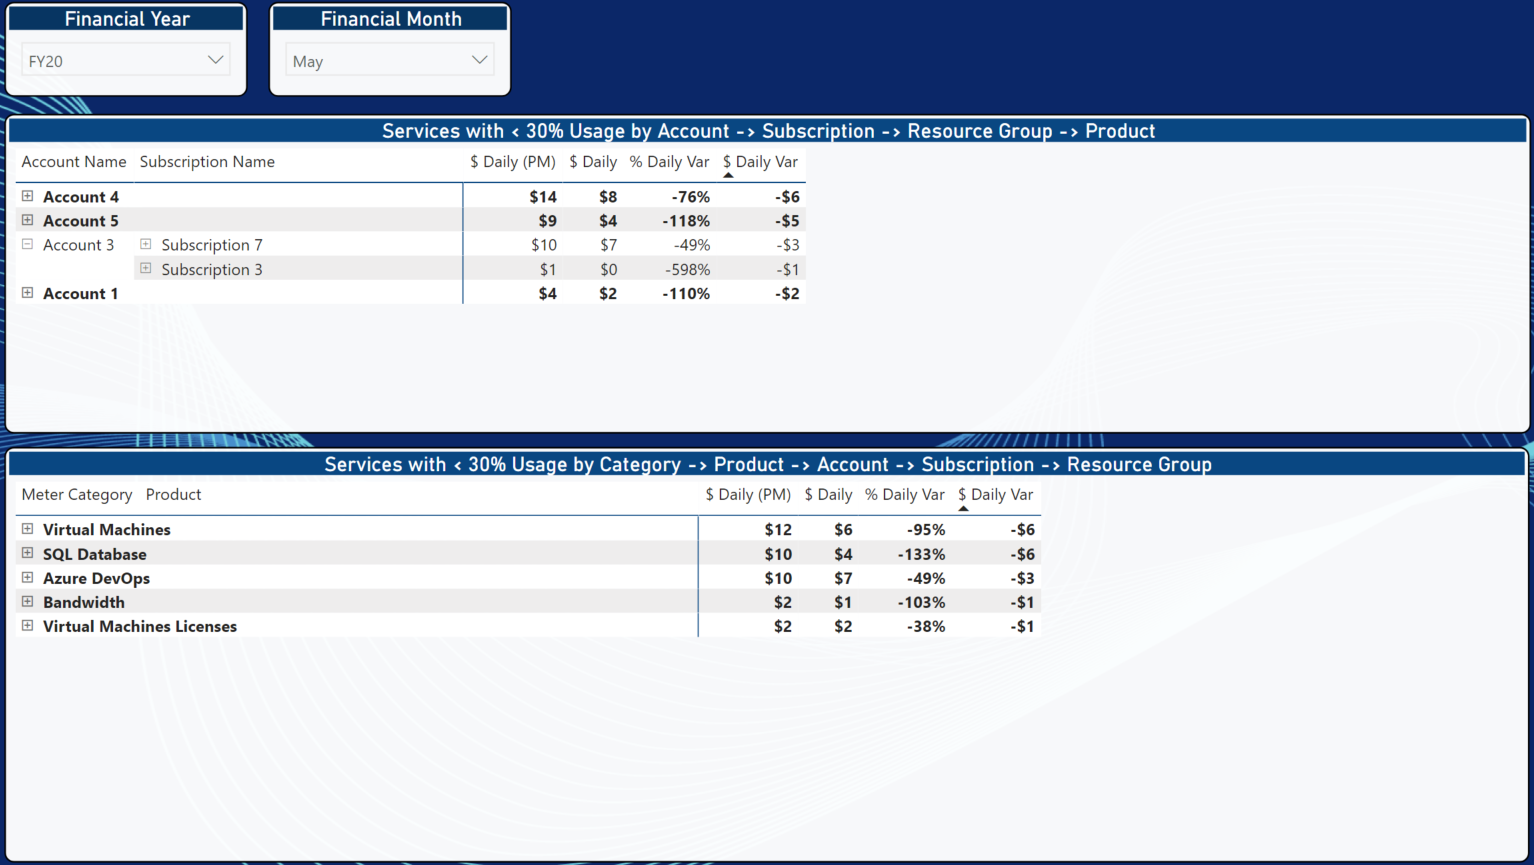 Financial Year
Financial Month
FY20
May
Services with < 30% Usage by Account -> Subscription -> Resource Group -> Product
Account Name Subscription Name $ Daily (PM) $ Daily % Daily Var $ Daily Var
Account 4 $14 $8 -76% -$6
Account 5 $9 $4 -118% -$5
Account 3 Subscription 7 $10 $7 -49% -$3
Subscription 3 $1 $0 -598% -$1
Account 1 $4 $2 -110% -$2
Services with < 30% Usage by Category -> Product -> Account -> Subscription -> Resource Group
Meter Category Product $ Daily (PM) $ Daily % Daily Var $ Daily Var
Virtual Machines $12 $6 -95% -$6
SQL Database $10 $4 -133% -$6
Azure DevOps $10 $7 -49% -$3
Bandwidth $2 $1 -103% -$1
Virtual Machines Licenses $2 $2 -38% -$1